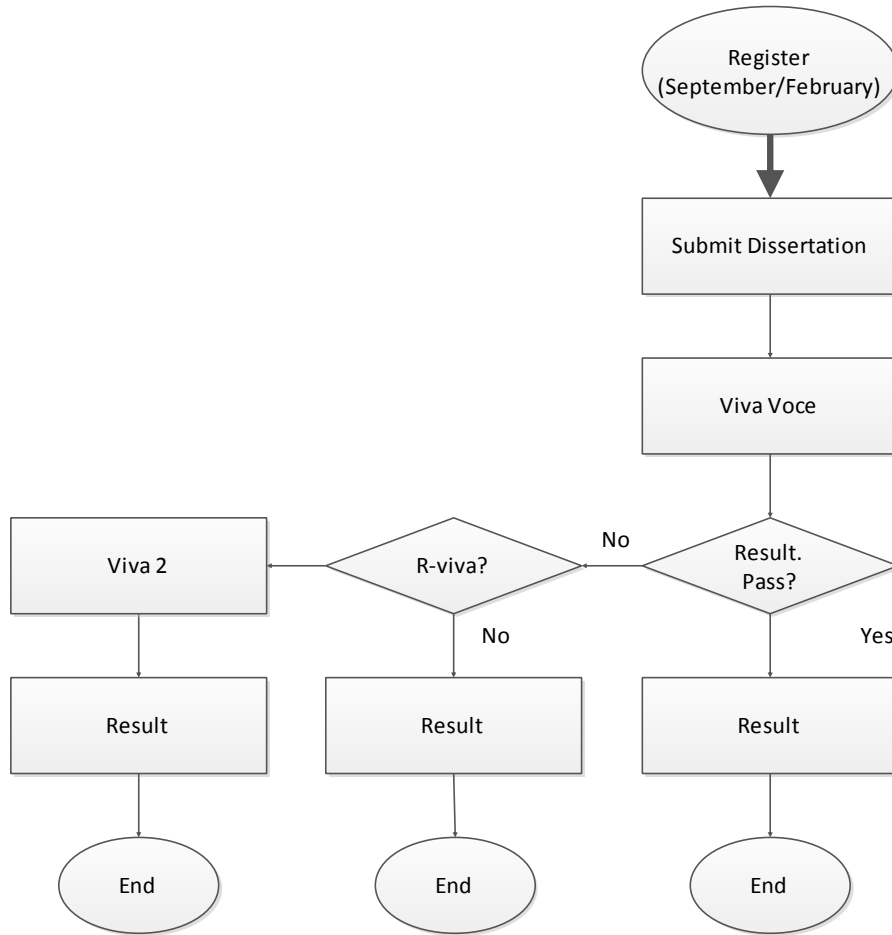 Register
(September/February)
Submit Dissertation
Viva Voce
Result.
Pass?
No
R-viva?
Viva 2
No
Yes
Result
Result
Result
End
End
End